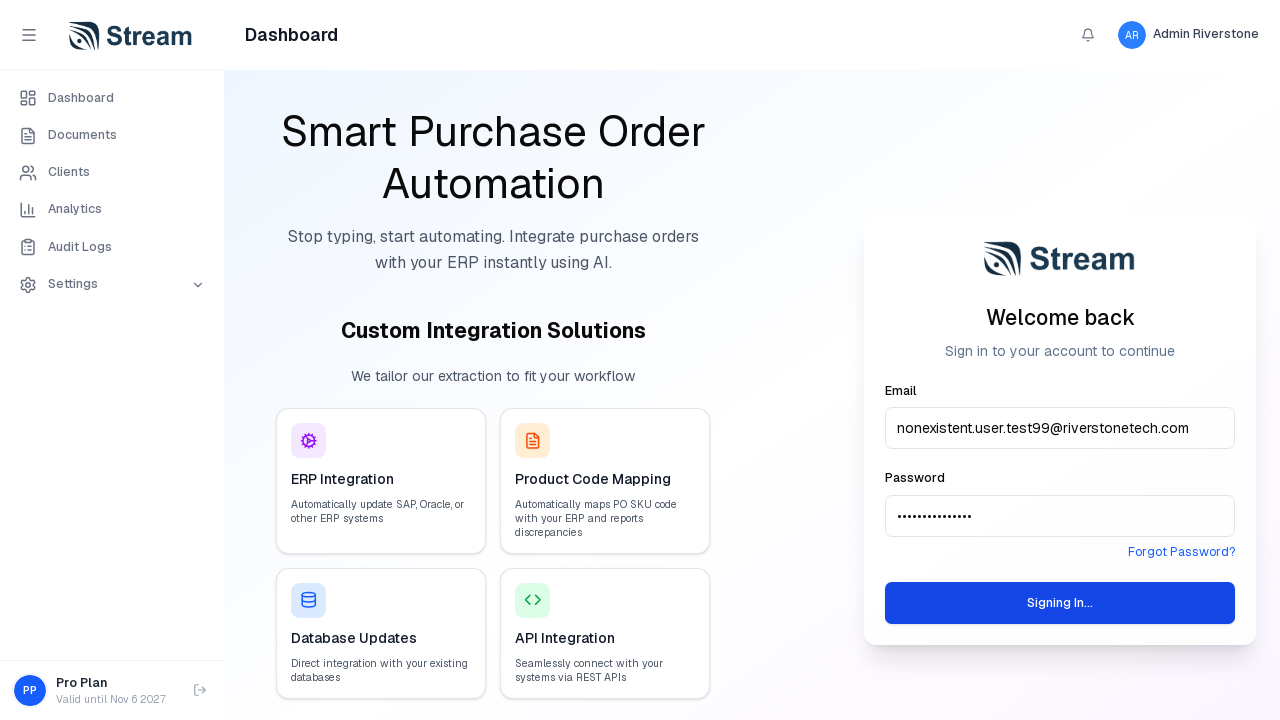 Stream
Dashboard
AR
Admin Riverstone
Dashboard
Documents
Clients
Analytics
Audit Logs
Settings
PP
Pro Plan
Valid until Nov 6 2027
Smart Purchase Order
Automation
Stop typing, start automating. Integrate purchase orders
with your ERP instantly using AI.
Custom Integration Solutions
We tailor our extraction to fit your workflow
ERP Integration
Automatically update SAP, Oracle, or
other ERP systems
Product Code Mapping
Automatically maps PO SKU code
with your ERP and reports
discrepancies
Database Updates
Direct integration with your existing
databases
API Integration
Seamlessly connect with your
systems via REST APIs
Stream
Welcome back
Sign in to your account to continue
Email
nonexistent.user.test99@riverstonetech.com
Password
•••••••••••••••
Forgot Password?
Signing In...